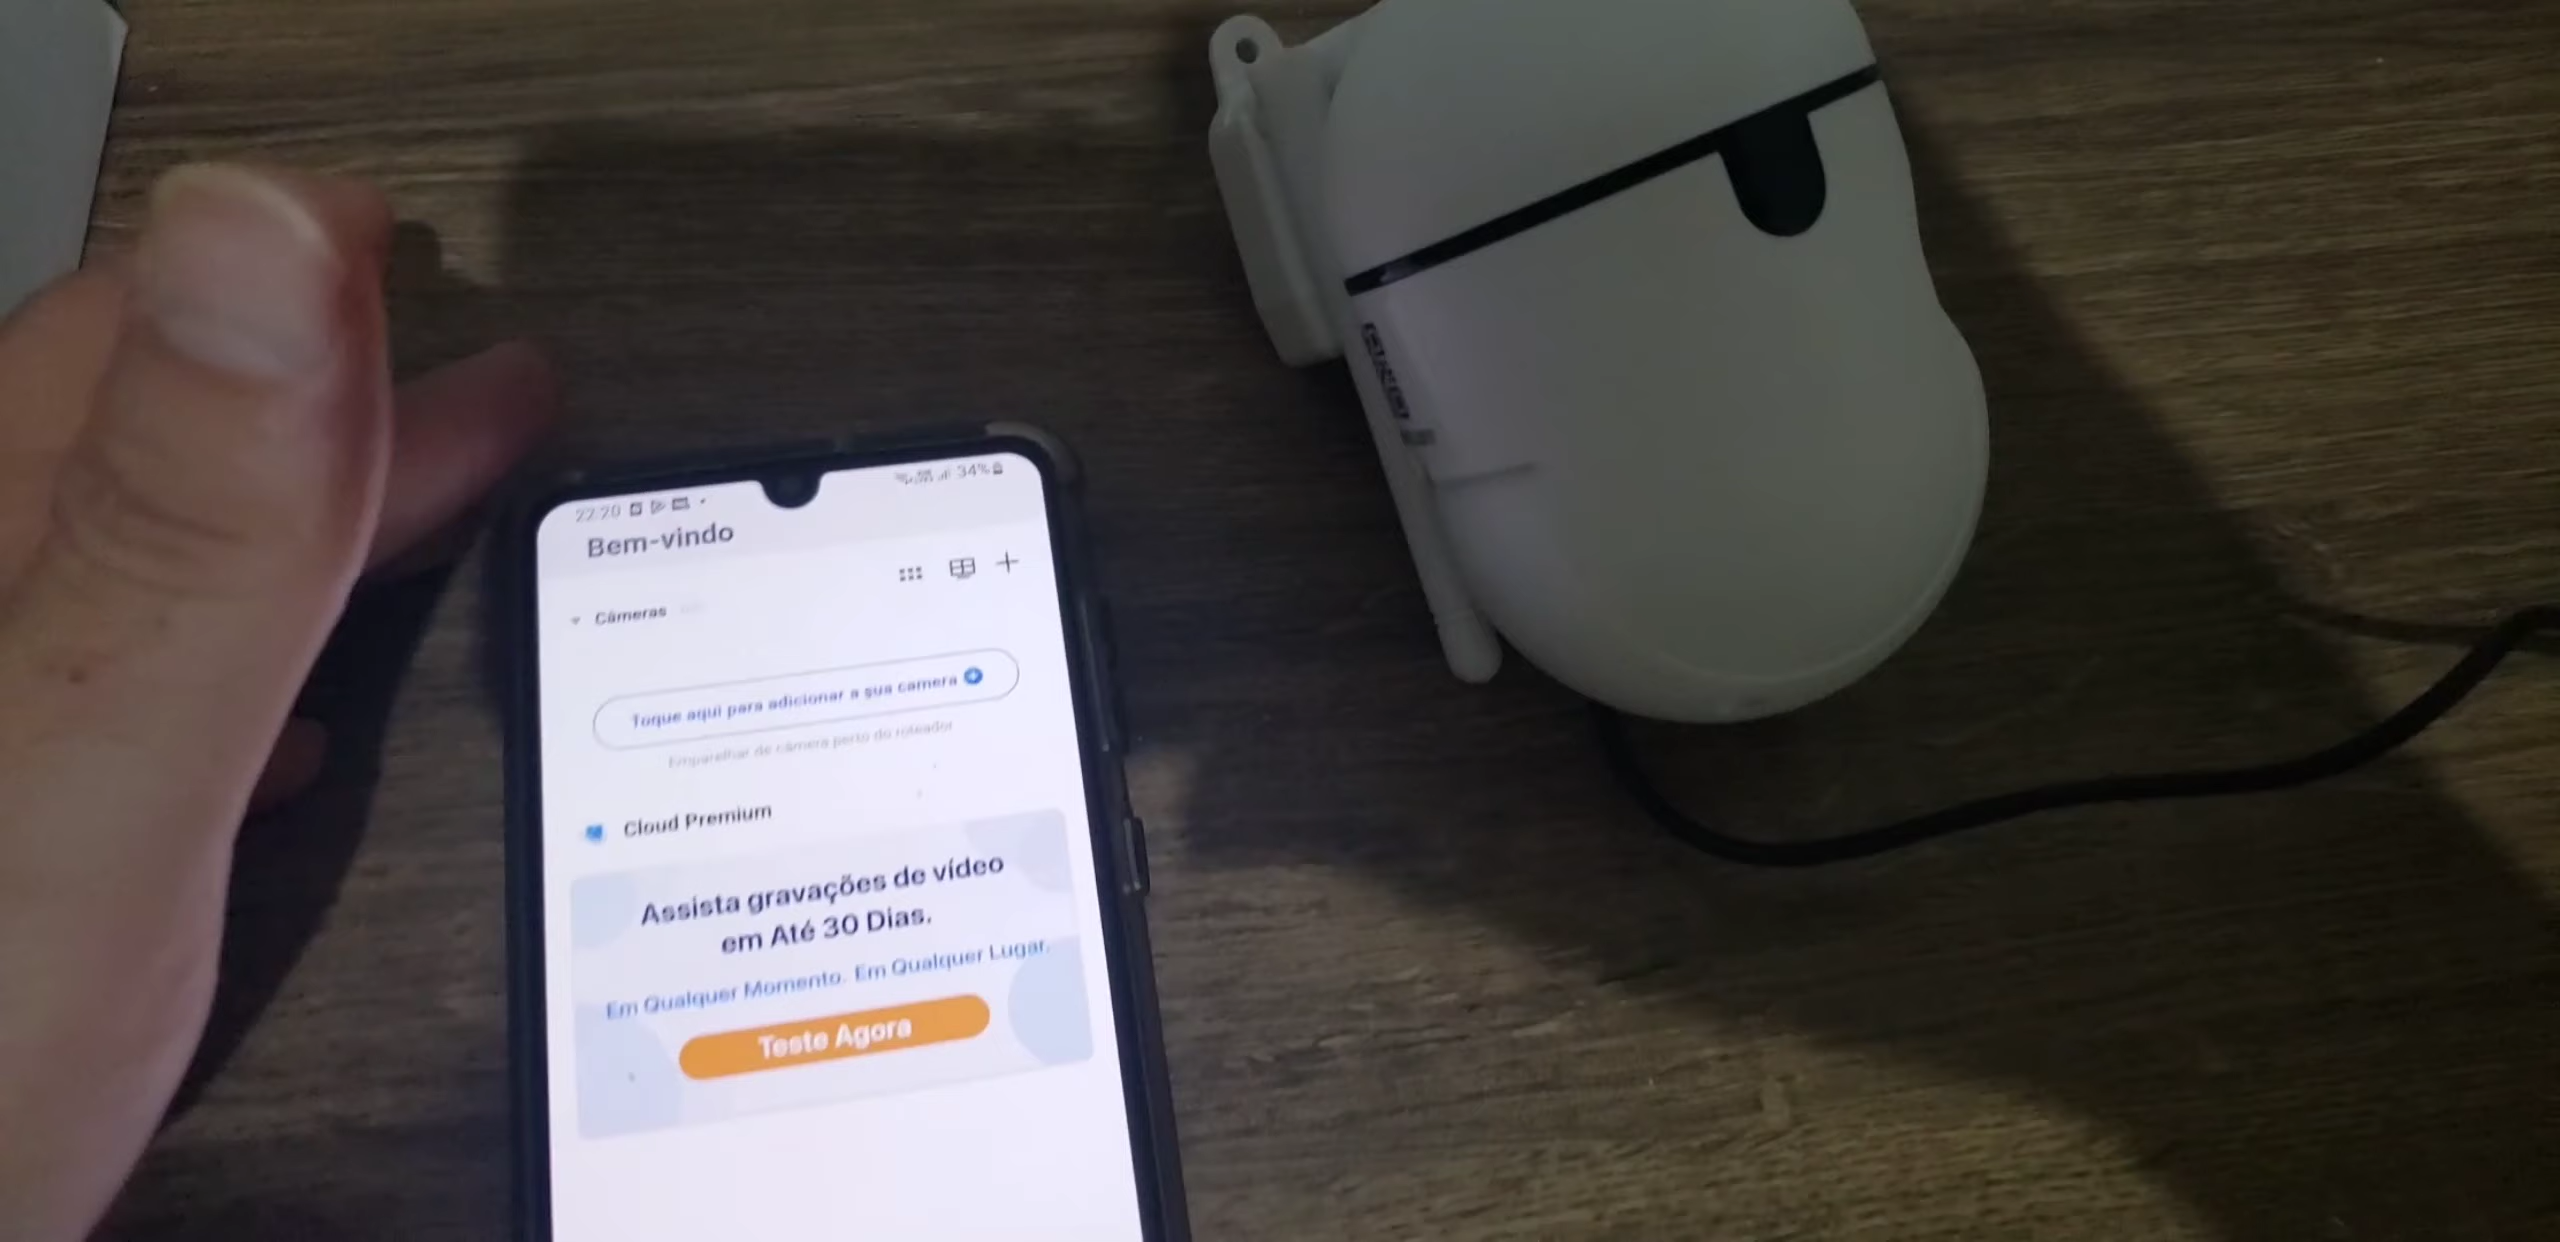 22:20
34%
Bem-vindo
Câmeras
Toque aqui para adicionar a sua camera
Emparelhar de câmera perto do roteador
Cloud Premium
Assista gravações de vídeo
em Até 30 Dias.
Em Qualquer Momento. Em Qualquer Lugar.
Teste Agora